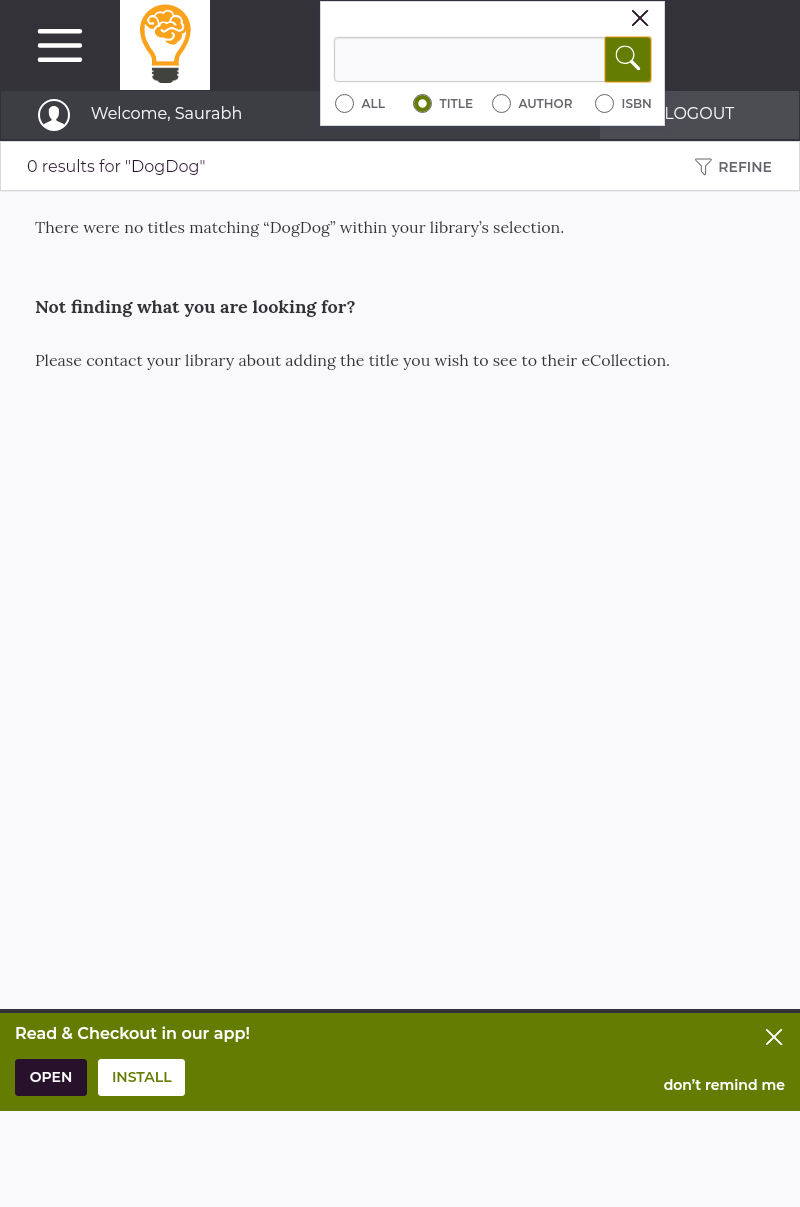 ALL
TITLE
AUTHOR
ISBN
Welcome, Saurabh
LOGOUT
0 results for "DogDog"
REFINE
There were no titles matching “DogDog” within your library’s selection.
Not finding what you are looking for?
Please contact your library about adding the title you wish to see to their eCollection.
Read & Checkout in our app!
OPEN
INSTALL
don’t remind me